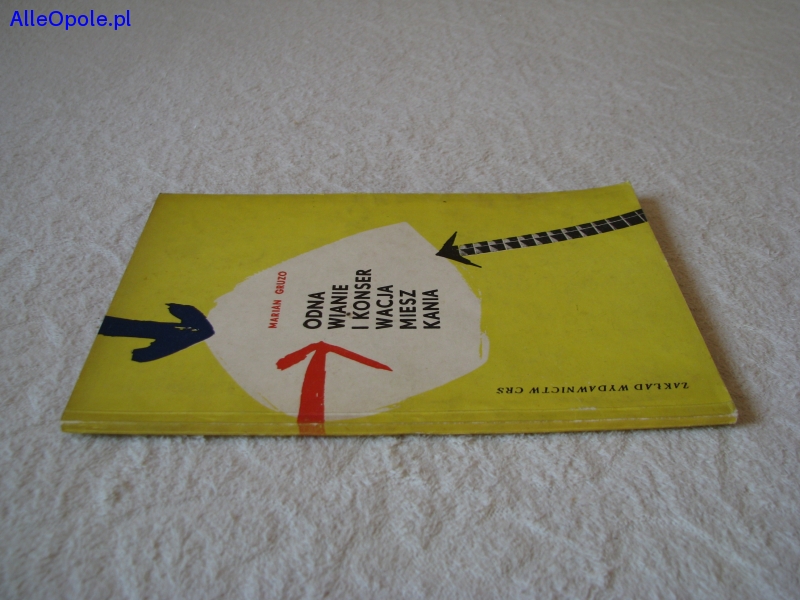 AlleOpole.pl
MARIAN GRUZO
ODNA
WIANIE
I KONSER
WACJA
MIESZ
KANIA
ZAKŁAD WYDAWNICTW CRS